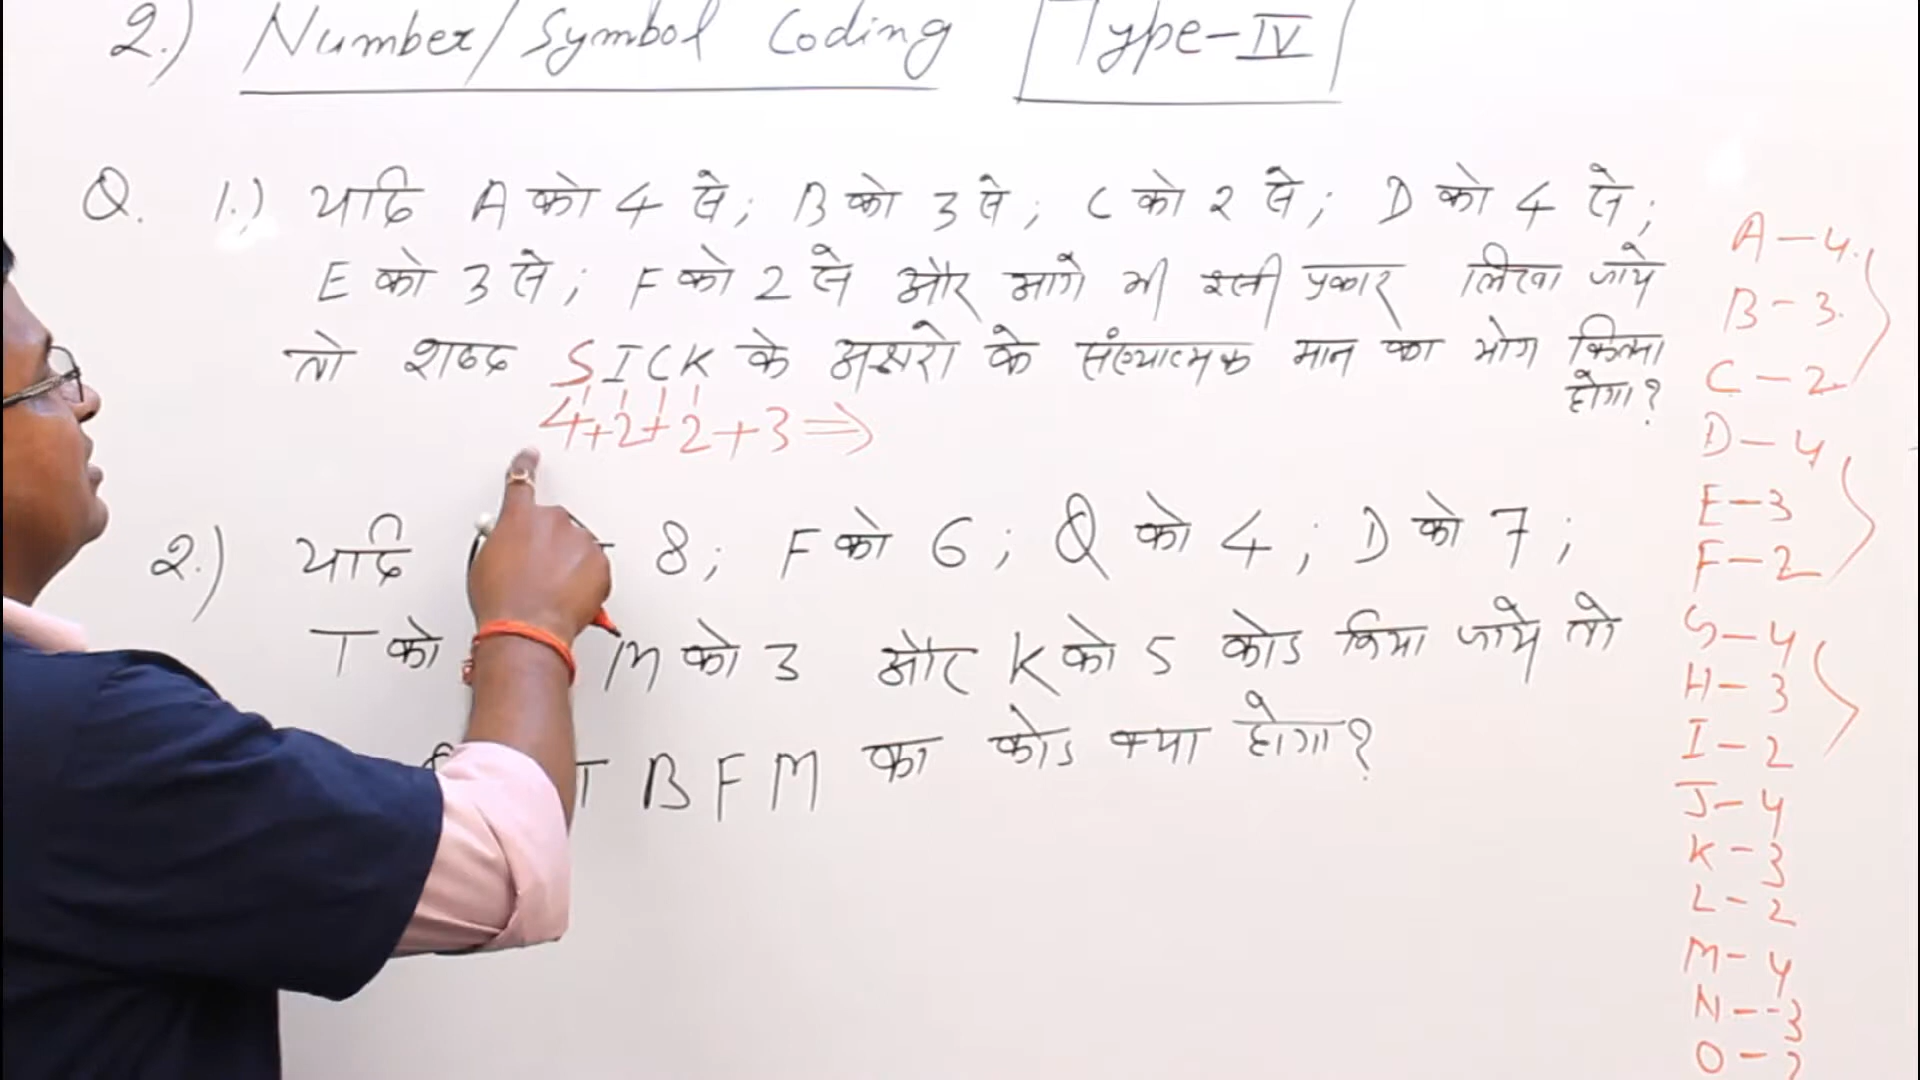 2.) Number/Symbol Coding Type-IV
Q. 1.) यदि A को 4 से; B को 3 से; C को 2 से; D को 4 से;
E को 3 से; F को 2 से और आगे भी इसी प्रकार लिखा जाये
तो शब्द SICK के अक्षरो के संख्यात्मक मान का योग कितना
होगा?
4+2+2+3⇒
2.) यदि 8; F को 6; Q को 4; D को 7;
T को M को 3 और K को 5 कोड किया जाये तो
T B F M का कोड क्या होगा?
A-4
B-3
C-2
D-4
E-3
F-2
G-4
H-3
I-2
J-4
K-3
L-2
M-4
N-3
O-2